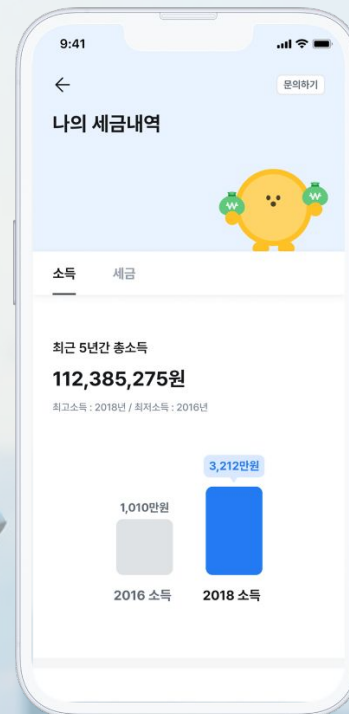 9:41
문의하기
나의 세금내역
₩ ₩
소득 세금
최근 5년간 총소득
112,385,275원
최고소득 : 2018년 / 최저소득 : 2016년
3,212만원
1,010만원
2016 소득 2018 소득